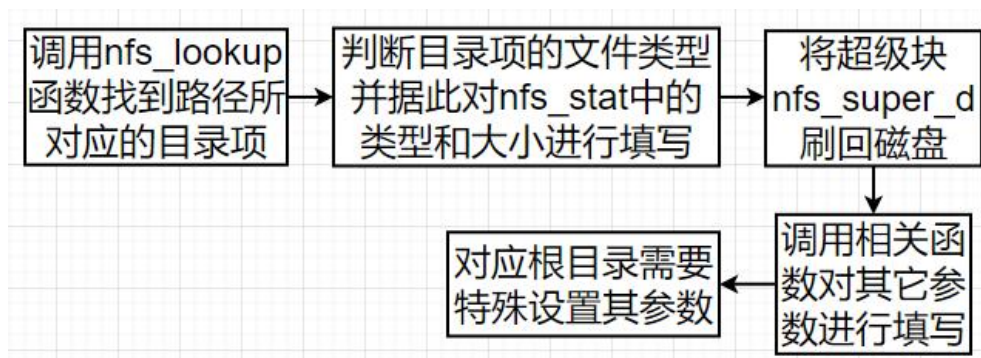 调用nfs_lookup
函数找到路径所
对应的目录项
判断目录项的文件类型
并据此对nfs_stat中的
类型和大小进行填写
将超级块
nfs_super_d
刷回磁盘
调用相关函
数对其它参
数进行填写
对应根目录需要
特殊设置其参数